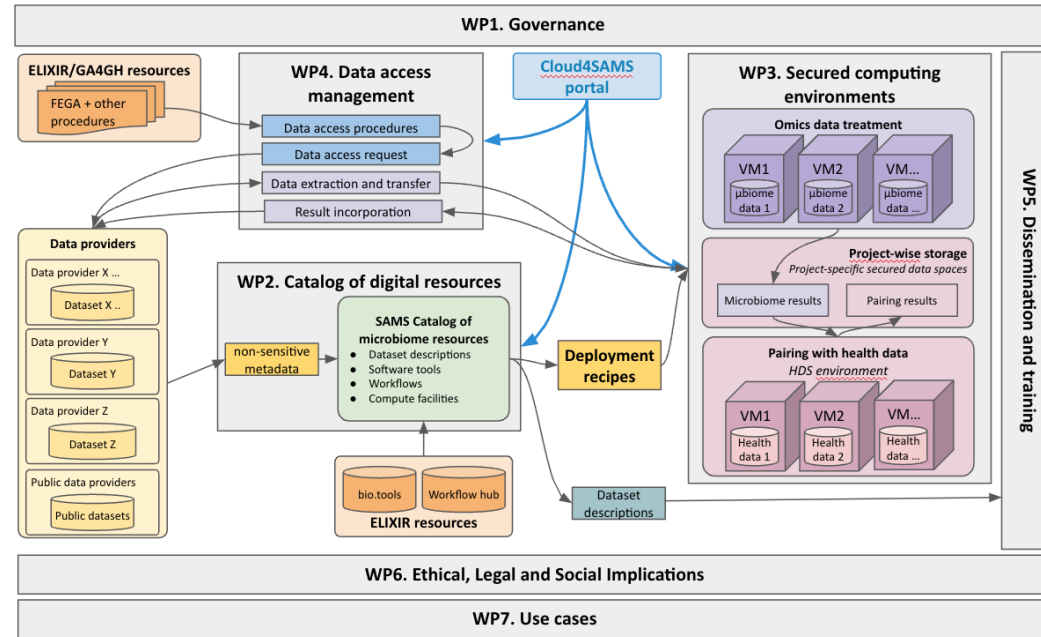 WP1. Governance
ELIXIR/GA4GH resources
FEGA + other
procedures
WP4. Data access
management
Data access procedures
Data access request
Data extraction and transfer
Result incorporation
Cloud4SAMS
portal
WP3. Secured computing
environments
Omics data treatment
VM1
VM2
VM...
µbiome
data 1
µbiome
data 2
µbiome
data ...
Project-wise storage
Project-specific secured data spaces
Microbiome results
Pairing results
Pairing with health data
HDS environment
VM1
VM2
VM...
Health
data 1
Health
data 2
Health
data ...
WP5. Dissemination and training
Data providers
Data provider X ...
Dataset X ..
Data provider Y
Dataset Y
Data provider Z
Dataset Z
Public data providers
Public datasets
WP2. Catalog of digital resources
non-sensitive
metadata
SAMS Catalog of
microbiome resources
● Dataset descriptions
● Software tools
● Workflows
● Compute facilities
Deployment
recipes
bio.tools
Workflow hub
ELIXIR resources
Dataset
descriptions
WP6. Ethical, Legal and Social Implications
WP7. Use cases